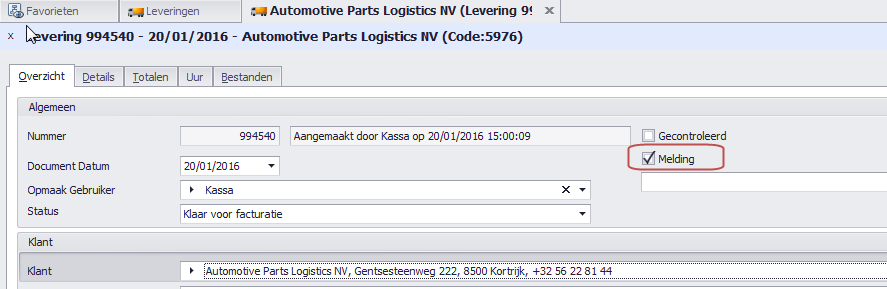 Favorieten Leveringen Automotive Parts Logistics NV (Levering 99 x
x Levering 994540 - 20/01/2016 - Automotive Parts Logistics NV (Code:5976)
Overzicht Details Totalen Uur Bestanden
Algemeen
Nummer 994540 Aangemaakt door Kassa op 20/01/2016 15:00:09 Gecontroleerd
Melding
Document Datum 20/01/2016
Opmaak Gebruiker Kassa
Status Klaar voor facturatie
Klant
Klant Automotive Parts Logistics NV, Gentsesteenweg 222, 8500 Kortrijk, +32 56 22 81 44